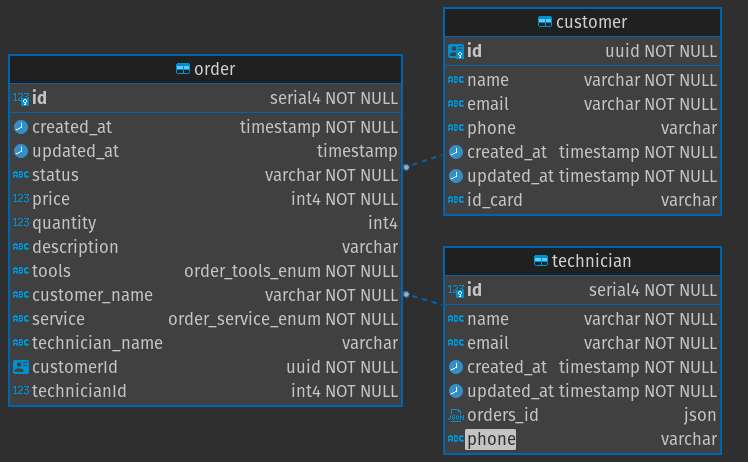 order
id serial4 NOT NULL
created_at timestamp NOT NULL
updated_at timestamp
status varchar NOT NULL
price int4 NOT NULL
quantity int4
description varchar
tools order_tools_enum NOT NULL
customer_name varchar NOT NULL
service order_service_enum NOT NULL
technician_name varchar
customerId uuid NOT NULL
technicianId int4 NOT NULL
customer
id uuid NOT NULL
name varchar NOT NULL
email varchar NOT NULL
phone varchar
created_at timestamp NOT NULL
updated_at timestamp NOT NULL
id_card varchar
technician
id serial4 NOT NULL
name varchar NOT NULL
email varchar NOT NULL
created_at timestamp NOT NULL
updated_at timestamp NOT NULL
orders_id json
phone varchar